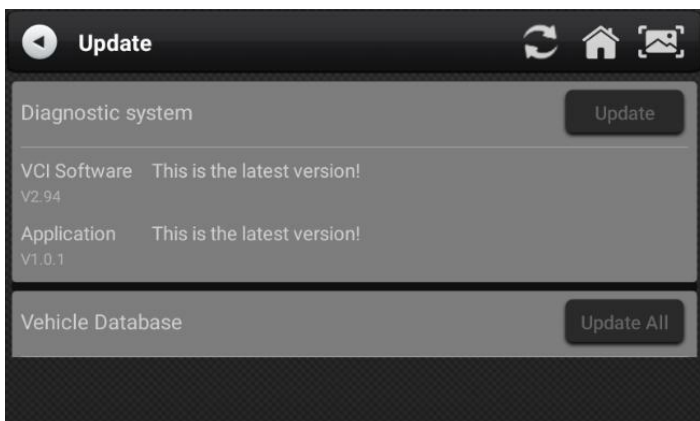 Update
Diagnostic system Update
VCI Software This is the latest version!
V2.94
Application This is the latest version!
V1.0.1
Vehicle Database Update All